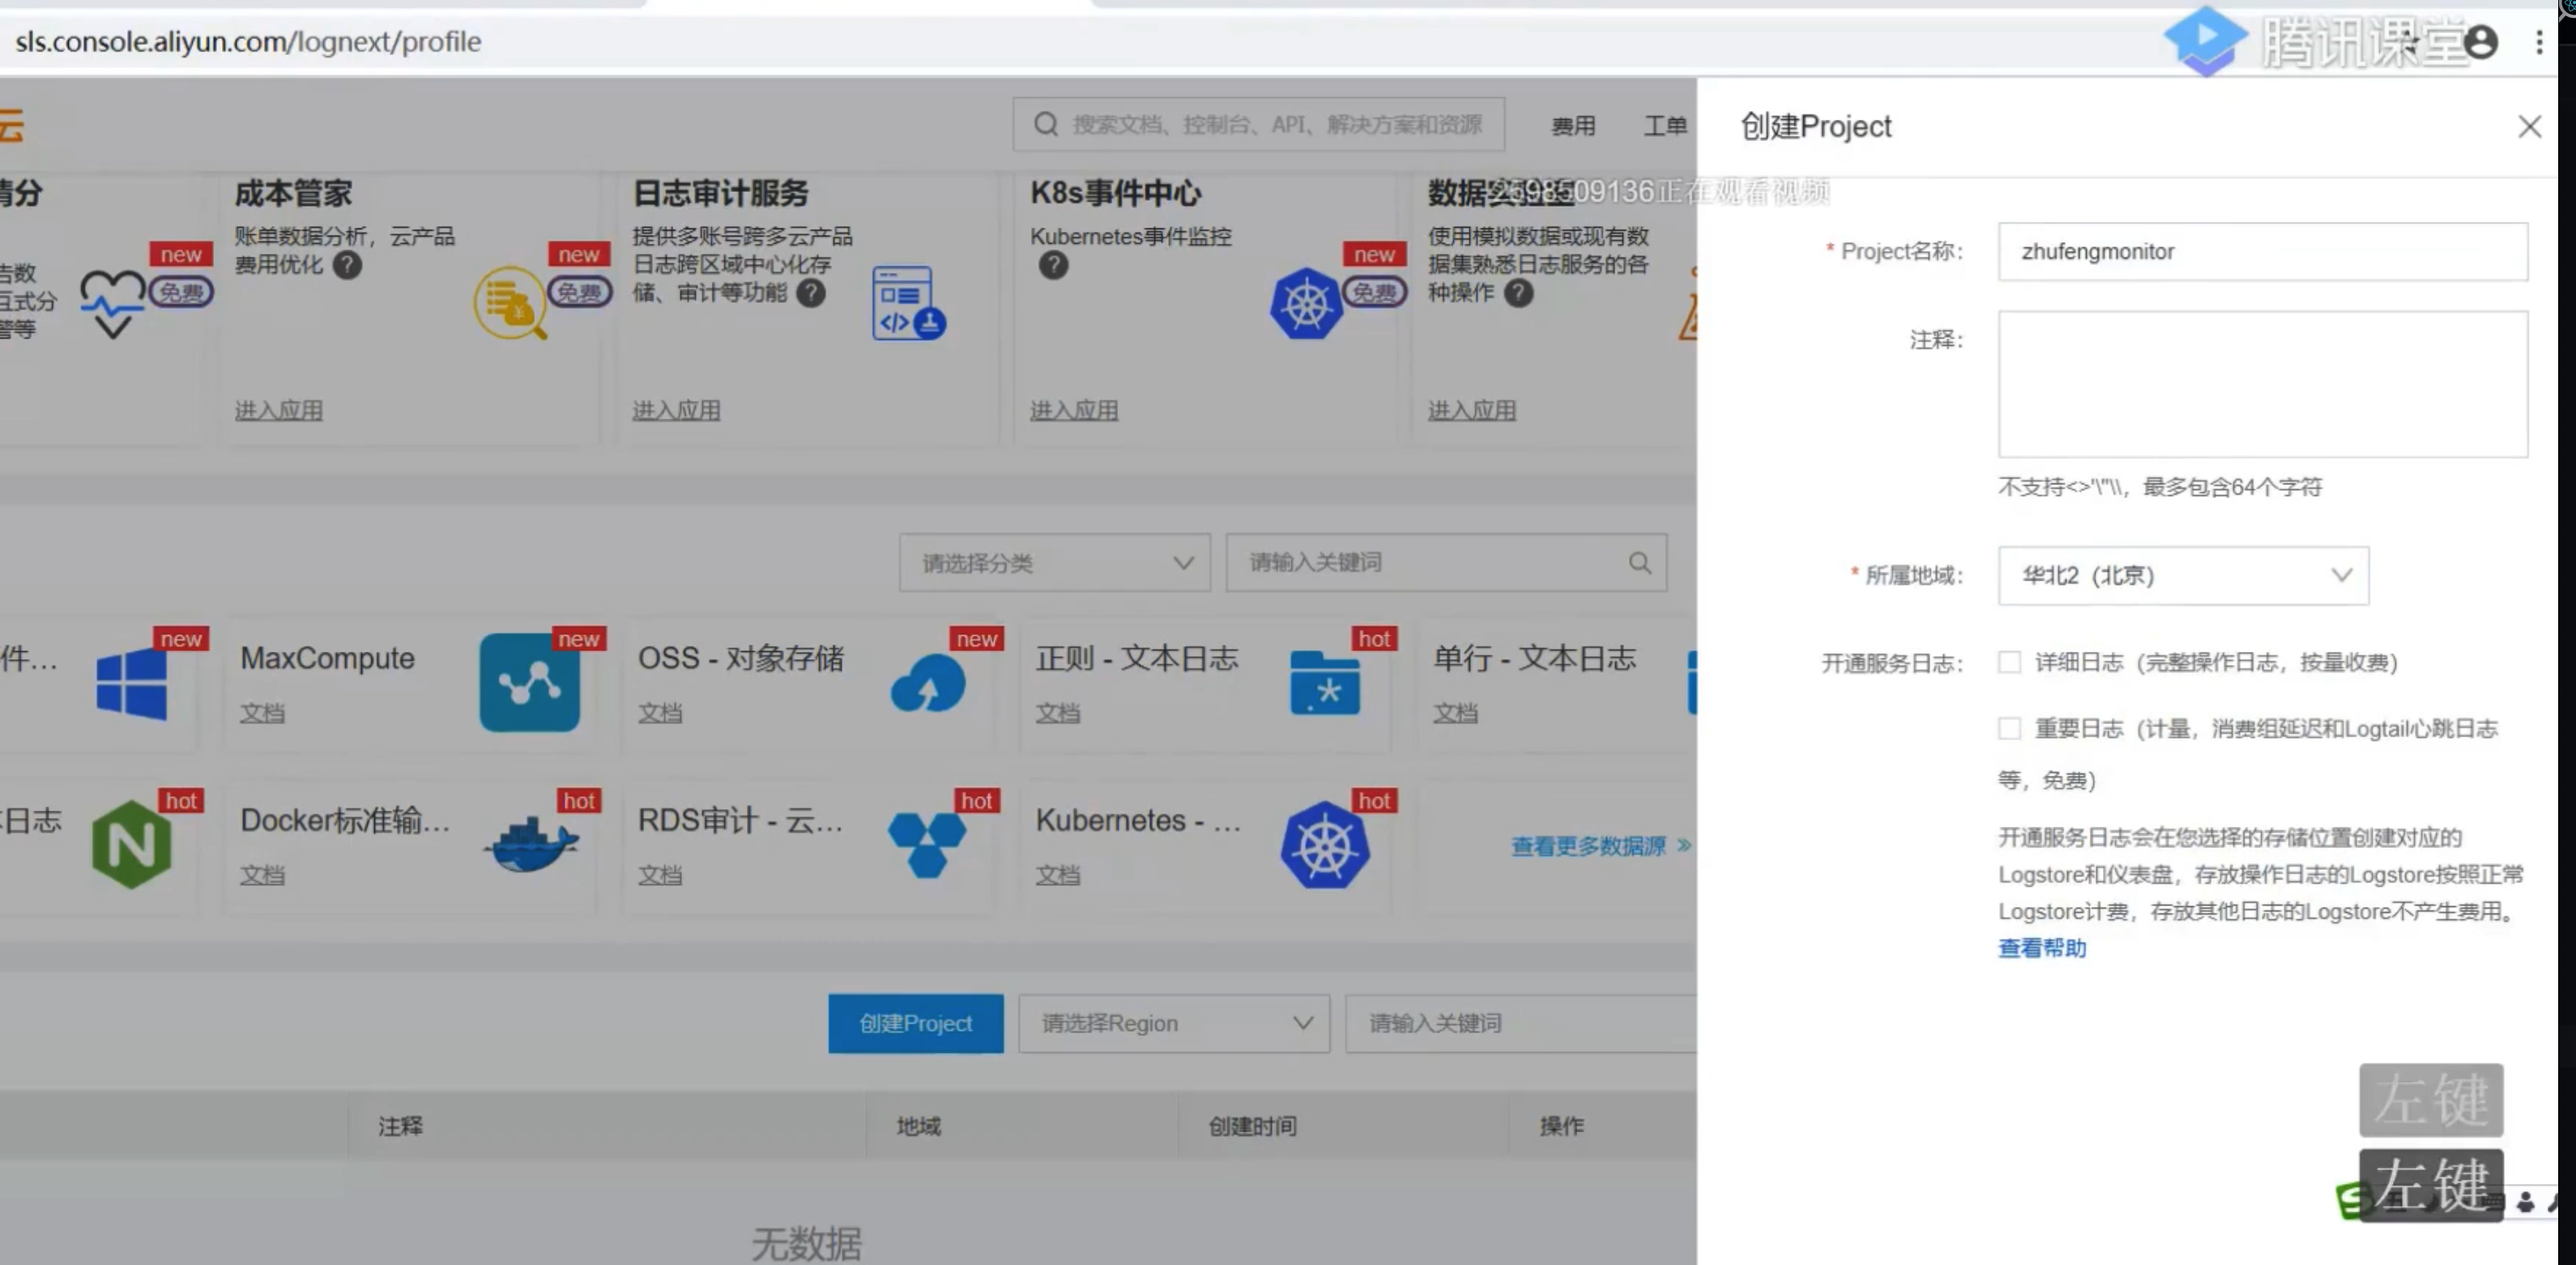 sls.console.aliyun.com/lognext/profile
腾讯课堂
云
搜索文档、控制台、API、解决方案和资源
费用
工单
创建Project
2598509136正在观看视频
情分
告数
互式分
警等
new
免费
成本管家
账单数据分析，云产品
费用优化
new
免费
进入应用
日志审计服务
提供多账号跨多云产品
日志跨区域中心化存
储、审计等功能
进入应用
K8s事件中心
Kubernetes事件监控
new
免费
进入应用
数据实验室
使用模拟数据或现有数
据集熟悉日志服务的各
种操作
进入应用
请选择分类
请输入关键词
件...
new
MaxCompute
new
文档
OSS - 对象存储
new
文档
正则 - 文本日志
hot
文档
单行 - 文本日志
文档
本日志
hot
Docker标准输...
hot
文档
RDS审计 - 云...
hot
文档
Kubernetes - ...
hot
文档
查看更多数据源 »
创建Project
请选择Region
请输入关键词
注释
地域
创建时间
操作
无数据
* Project名称：
zhufengmonitor
注释：
不支持<>'\"\\，最多包含64个字符
* 所属地域：
华北2（北京）
开通服务日志：
详细日志（完整操作日志，按量收费）
重要日志（计量，消费组延迟和Logtail心跳日志
等，免费）
开通服务日志会在您选择的存储位置创建对应的
Logstore和仪表盘，存放操作日志的Logstore按照正常
Logstore计费，存放其他日志的Logstore不产生费用。
查看帮助
左键
左键